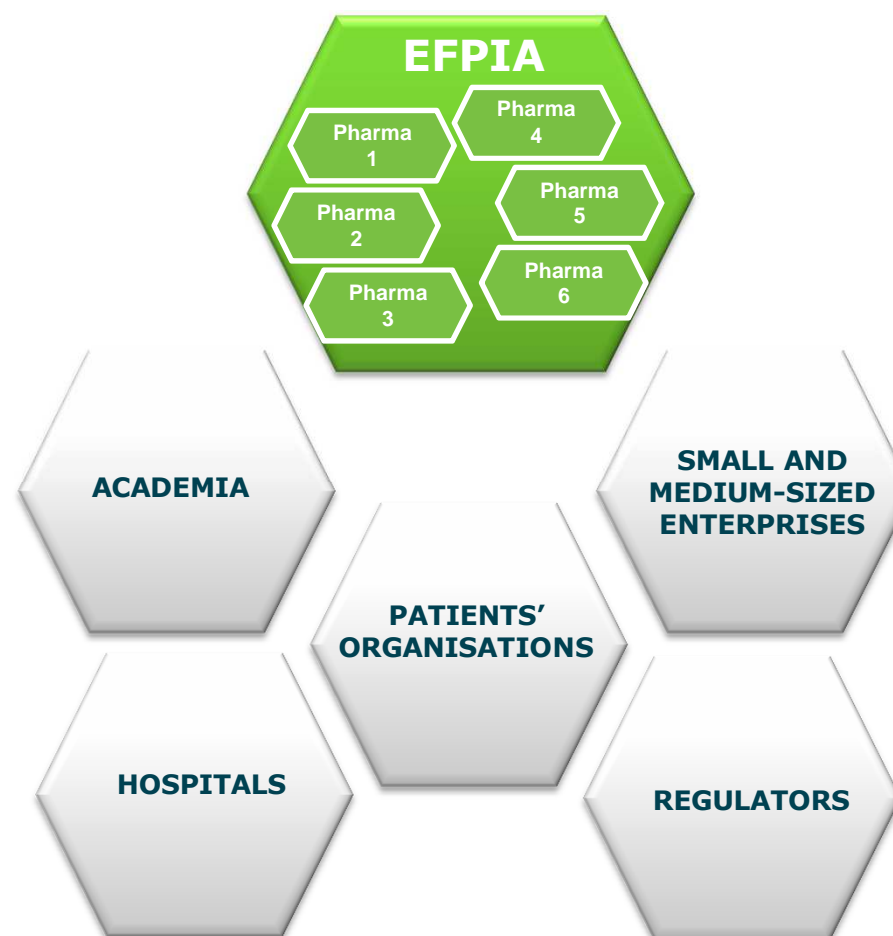 EFPIA
Pharma
1
Pharma
4
Pharma
2
Pharma
5
Pharma
3
Pharma
6
ACADEMIA
SMALL AND
MEDIUM-SIZED
ENTERPRISES
PATIENTS’
ORGANISATIONS
HOSPITALS
REGULATORS